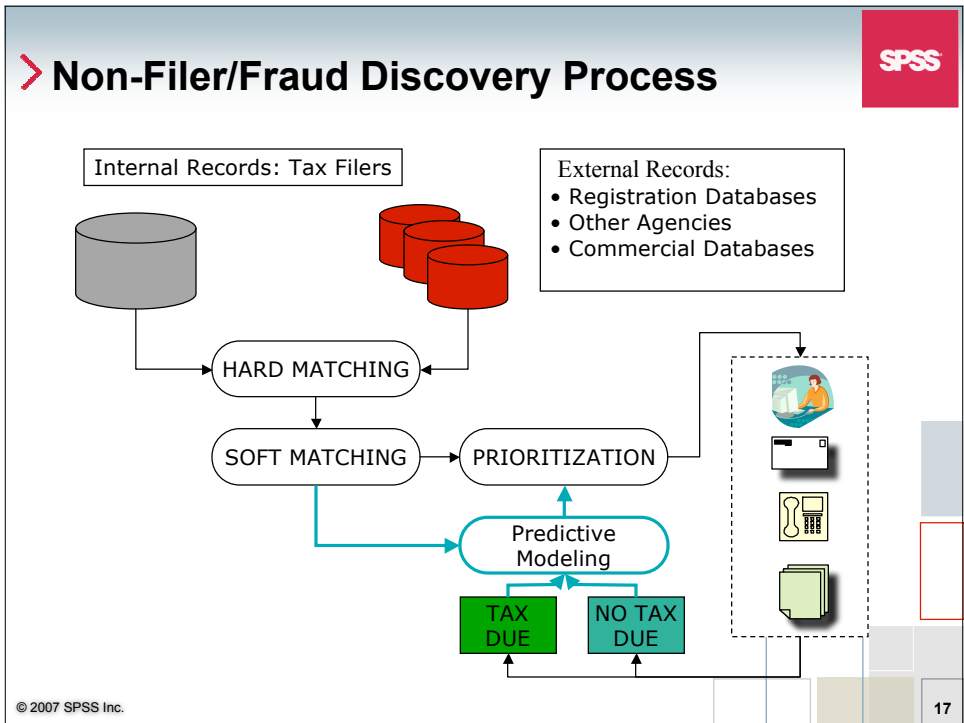 Non-Filer/Fraud Discovery Process
SPSS
Internal Records: Tax Filers
External Records:
• Registration Databases
• Other Agencies
• Commercial Databases
HARD MATCHING
SOFT MATCHING
PRIORITIZATION
Predictive
Modeling
TAX
DUE
NO TAX
DUE
© 2007 SPSS Inc.
17